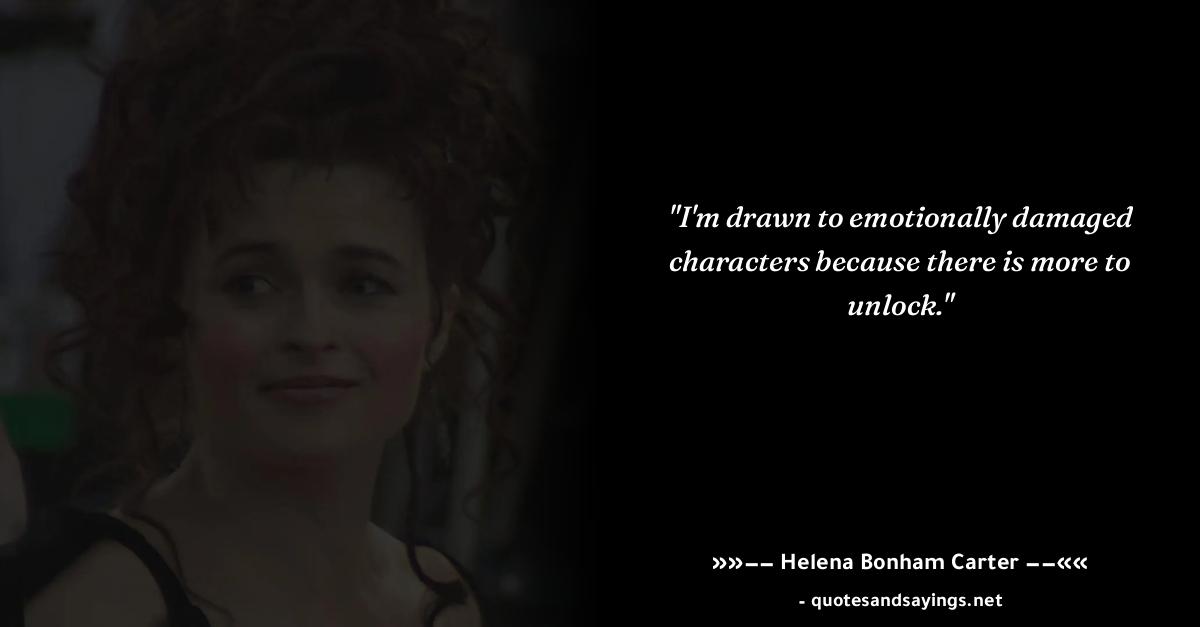 "I'm drawn to emotionally damaged
characters because there is more to
unlock."
»»−− Helena Bonham Carter −−««
- quotesandsayings.net